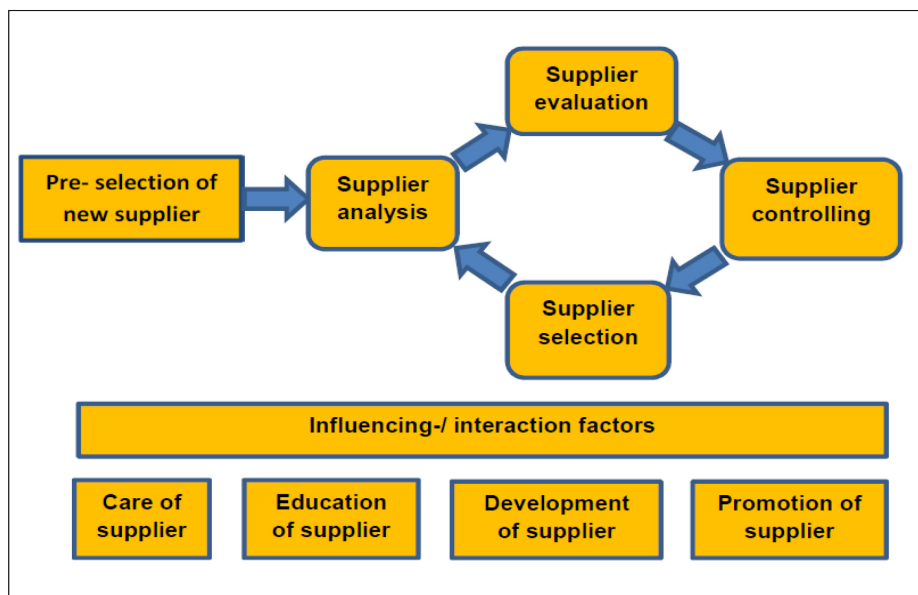 Supplier
evaluation
Pre- selection of
new supplier
Supplier
analysis
Supplier
controlling
Supplier
selection
Influencing-/ interaction factors
Care of
supplier
Education
of supplier
Development
of supplier
Promotion of
supplier